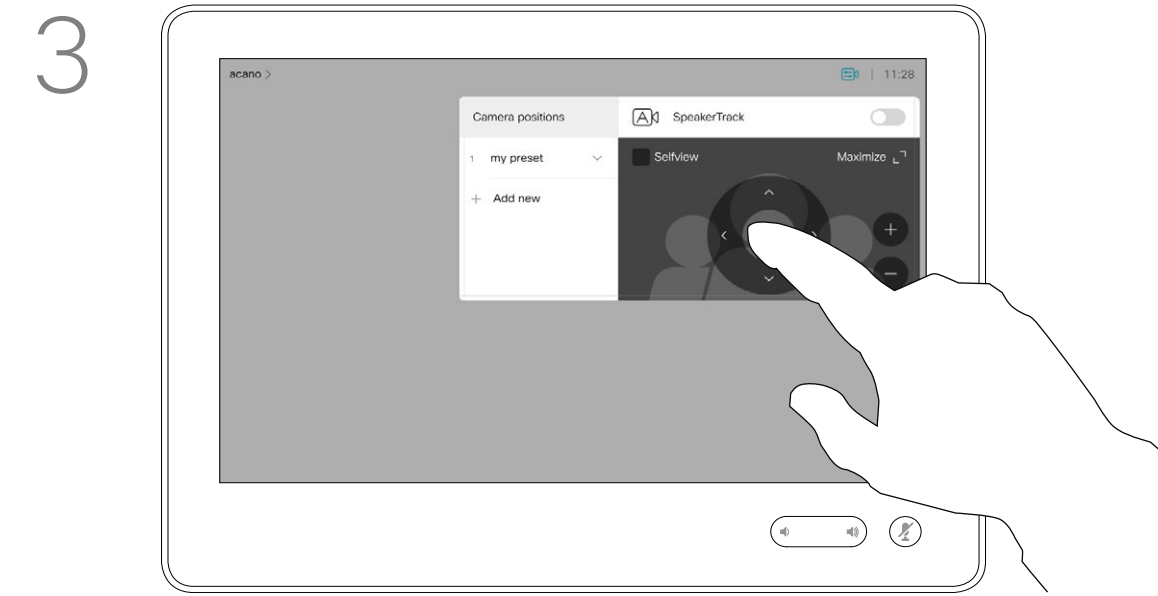 3
acano >
11:28
Camera positions
SpeakerTrack
1 my preset
Selfview
Maximize
+ Add new